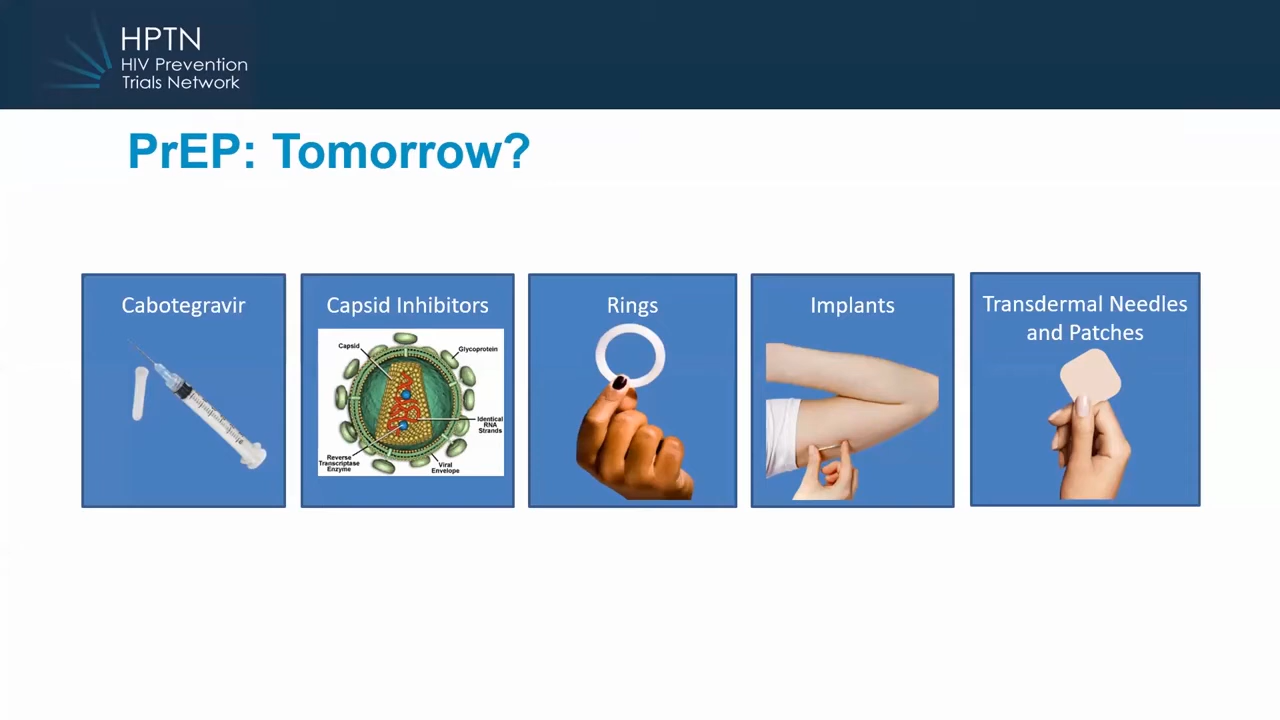 HPTN
HIV Prevention
Trials Network
PrEP: Tomorrow?
Cabotegravir
Capsid Inhibitors
Capsid
Glycoprotein
Identical
RNA
Strands
Reverse
Transcriptase
Enzyme
Viral
Envelope
Rings
Implants
Transdermal Needles
and Patches